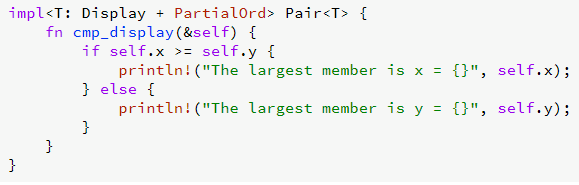 impl<T: Display + PartialOrd> Pair<T> {
    fn cmp_display(&self) {
        if self.x >= self.y {
            println!("The largest member is x = {}", self.x);
        } else {
            println!("The largest member is y = {}", self.y);
        }
    }
}